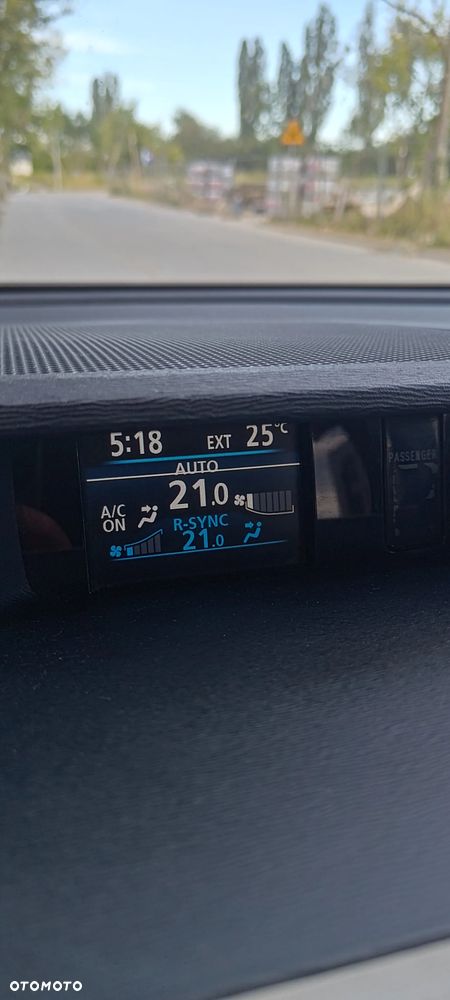 5:18 EXT 25°C
AUTO
21.0
A/C
ON
R-SYNC
21.0
PASSENGER
OTOMOTO